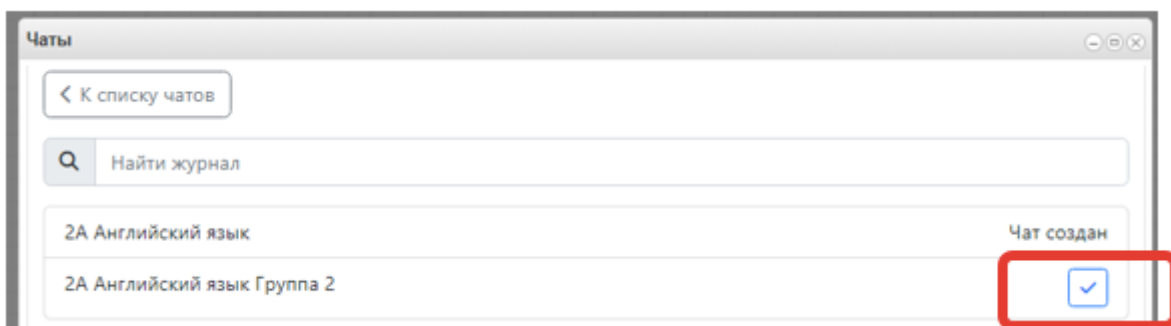 Чаты
К списку чатов
Найти журнал
2А Английский язык Чат создан
2А Английский язык Группа 2